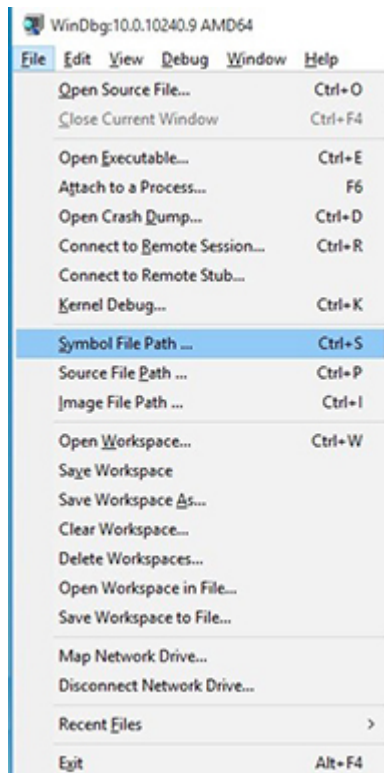 WinDbg:10.0.10240.9 AMD64
File Edit View Debug Window Help
Open Source File... Ctrl+O
Close Current Window Ctrl+F4
Open Executable... Ctrl+E
Attach to a Process... F6
Open Crash Dump... Ctrl+D
Connect to Remote Session... Ctrl+R
Connect to Remote Stub...
Kernel Debug... Ctrl+K
Symbol File Path ... Ctrl+S
Source File Path ... Ctrl+P
Image File Path ... Ctrl+I
Open Workspace... Ctrl+W
Save Workspace
Save Workspace As...
Clear Workspace...
Delete Workspaces...
Open Workspace in File...
Save Workspace to File...
Map Network Drive...
Disconnect Network Drive...
Recent Files >
Exit Alt+F4